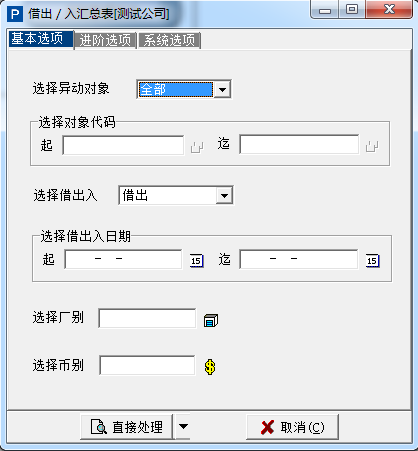 借出 / 入汇总表[测试公司]
基本选项 进阶选项 系统选项
选择异动对象 全部
选择对象代码
起 迄
选择借出入 借出
选择借出入日期
起 - - 15 迄 - - 15
选择厂别
选择币别
直接处理 取消(C)